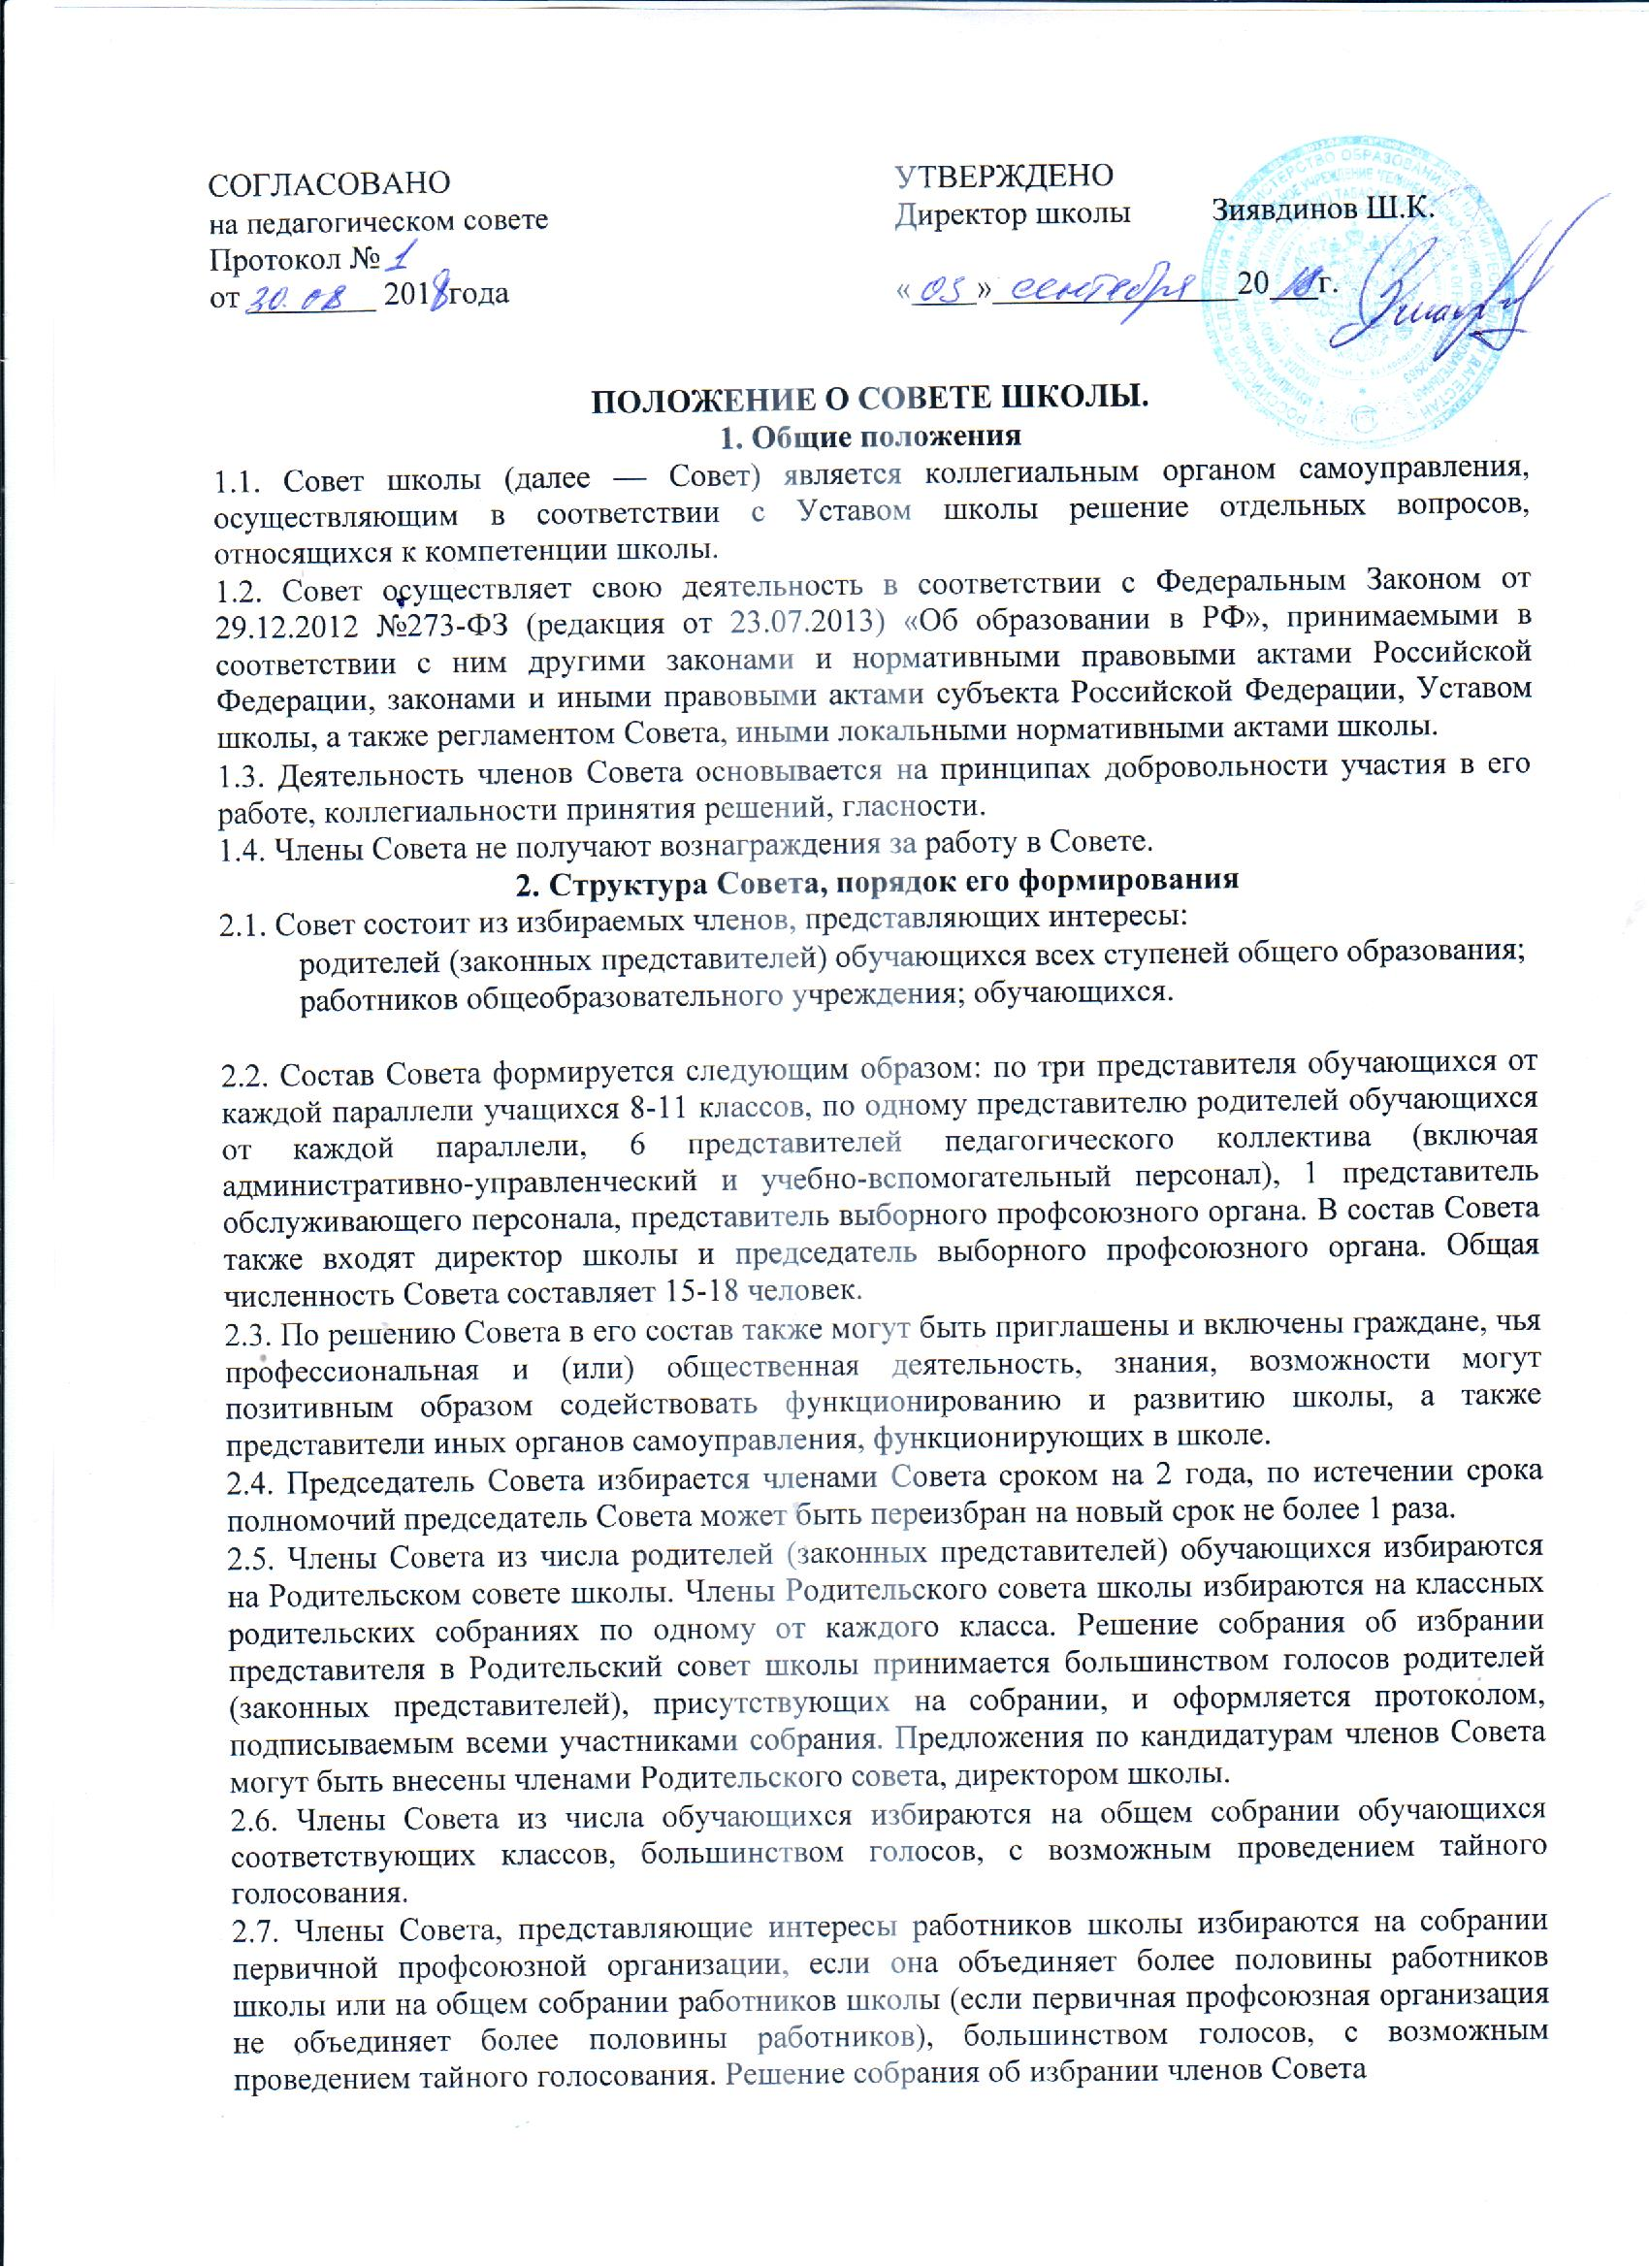 СОГЛАСОВАНО
на педагогическом совете
Протокол № 1
от 30.08 2018года
УТВЕРЖДЕНО
Директор школы Зиявдинов Ш.К.
«03» сентября 2018г.
ПОЛОЖЕНИЕ О СОВЕТЕ ШКОЛЫ.
1. Общие положения
1.1. Совет школы (далее — Совет) является коллегиальным органом самоуправления,
осуществляющим в соответствии с Уставом школы решение отдельных вопросов,
относящихся к компетенции школы.
1.2. Совет осуществляет свою деятельность в соответствии с Федеральным Законом от
29.12.2012 №273-ФЗ (редакция от 23.07.2013) «Об образовании в РФ», принимаемыми в
соответствии с ним другими законами и нормативными правовыми актами Российской
Федерации, законами и иными правовыми актами субъекта Российской Федерации, Уставом
школы, а также регламентом Совета, иными локальными нормативными актами школы.
1.3. Деятельность членов Совета основывается на принципах добровольности участия в его
работе, коллегиальности принятия решений, гласности.
1.4. Члены Совета не получают вознаграждения за работу в Совете.
2. Структура Совета, порядок его формирования
2.1. Совет состоит из избираемых членов, представляющих интересы:
родителей (законных представителей) обучающихся всех ступеней общего образования;
работников общеобразовательного учреждения; обучающихся.
2.2. Состав Совета формируется следующим образом: по три представителя обучающихся от
каждой параллели учащихся 8-11 классов, по одному представителю родителей обучающихся
от каждой параллели, 6 представителей педагогического коллектива (включая
административно-управленческий и учебно-вспомогательный персонал), 1 представитель
обслуживающего персонала, представитель выборного профсоюзного органа. В состав Совета
также входят директор школы и председатель выборного профсоюзного органа. Общая
численность Совета составляет 15-18 человек.
2.3. По решению Совета в его состав также могут быть приглашены и включены граждане, чья
профессиональная и (или) общественная деятельность, знания, возможности могут
позитивным образом содействовать функционированию и развитию школы, а также
представители иных органов самоуправления, функционирующих в школе.
2.4. Председатель Совета избирается членами Совета сроком на 2 года, по истечении срока
полномочий председатель Совета может быть переизбран на новый срок не более 1 раза.
2.5. Члены Совета из числа родителей (законных представителей) обучающихся избираются
на Родительском совете школы. Члены Родительского совета школы избираются на классных
родительских собраниях по одному от каждого класса. Решение собрания об избрании
представителя в Родительский совет школы принимается большинством голосов родителей
(законных представителей), присутствующих на собрании, и оформляется протоколом,
подписываемым всеми участниками собрания. Предложения по кандидатурам членов Совета
могут быть внесены членами Родительского совета, директором школы.
2.6. Члены Совета из числа обучающихся избираются на общем собрании обучающихся
соответствующих классов, большинством голосов, с возможным проведением тайного
голосования.
2.7. Члены Совета, представляющие интересы работников школы избираются на собрании
первичной профсоюзной организации, если она объединяет более половины работников
школы или на общем собрании работников школы (если первичная профсоюзная организация
не объединяет более половины работников), большинством голосов, с возможным
проведением тайного голосования. Решение собрания об избрании членов Совета